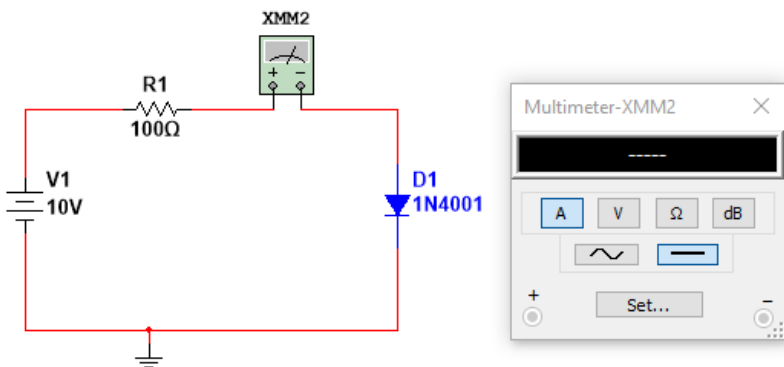 XMM2
+ −
R1
100Ω
V1
10V
D1
1N4001
Multimeter-XMM2
-----
A V Ω dB
+ Set... −